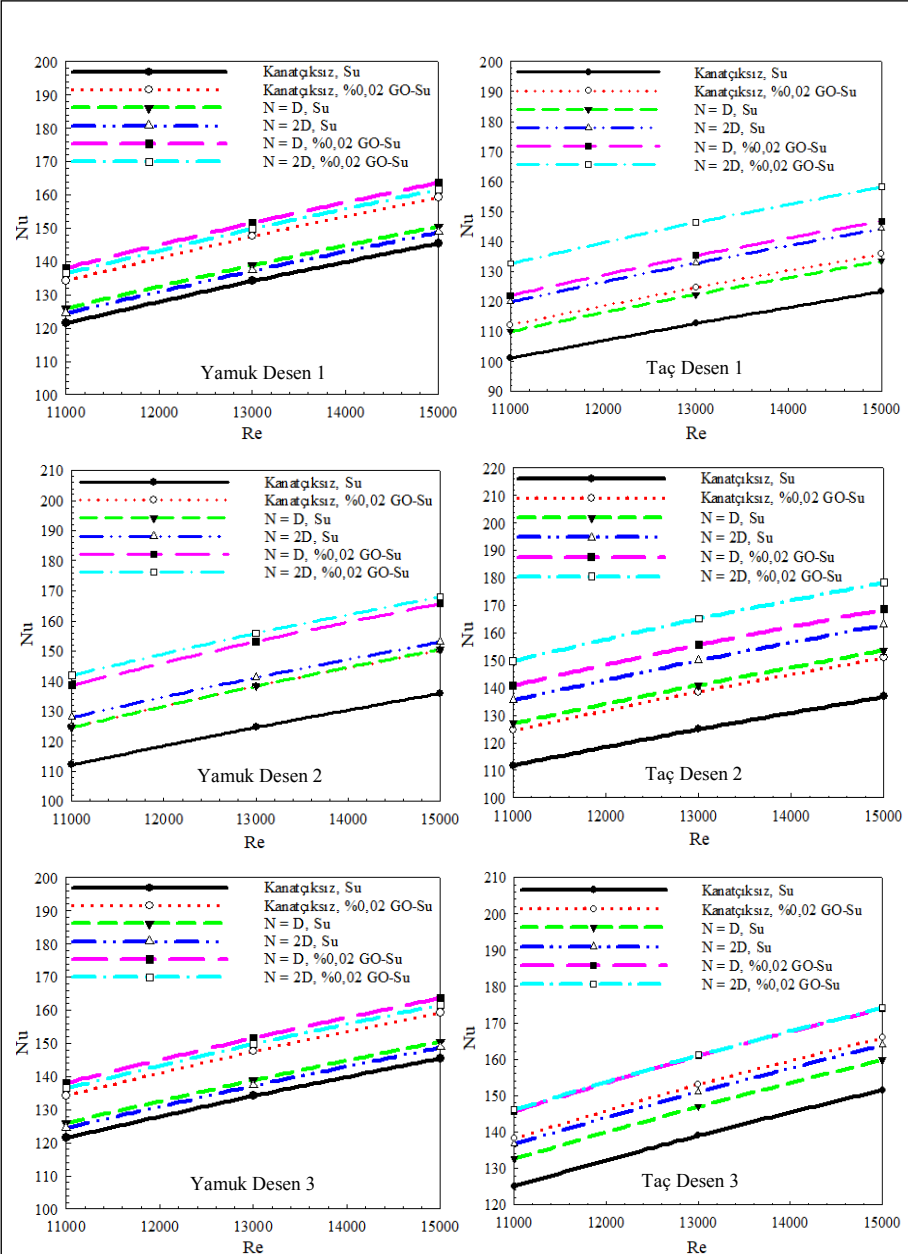 200
190
180
170
160
150
140
130
120
110
100
Nu
Kanatçıksız, Su
Kanatçıksız, %0,02 GO-Su
N = D, Su
N = 2D, Su
N = D, %0,02 GO-Su
N = 2D, %0,02 GO-Su
Yamuk Desen 1
11000 12000 13000 14000 15000
Re
200
190
180
170
160
150
140
130
120
110
100
90
Nu
Kanatçıksız, Su
Kanatçıksız, %0,02 GO-Su
N = D, Su
N = 2D, Su
N = D, %0,02 GO-Su
N = 2D, %0,02 GO-Su
Taç Desen 1
11000 12000 13000 14000 15000
Re
210
200
190
180
170
160
150
140
130
120
110
100
Nu
Kanatçıksız, Su
Kanatçıksız, %0,02 GO-Su
N = D, Su
N = 2D, Su
N = D, %0,02 GO-Su
N = 2D, %0,02 GO-Su
Yamuk Desen 2
11000 12000 13000 14000 15000
Re
220
210
200
190
180
170
160
150
140
130
120
110
100
Nu
Kanatçıksız, Su
Kanatçıksız, %0,02 GO-Su
N = D, Su
N = 2D, Su
N = D, %0,02 GO-Su
N = 2D, %0,02 GO-Su
Taç Desen 2
11000 12000 13000 14000 15000
Re
200
190
180
170
160
150
140
130
120
110
100
Nu
Kanatçıksız, Su
Kanatçıksız, %0,02 GO-Su
N = D, Su
N = 2D, Su
N = D, %0,02 GO-Su
N = 2D, %0,02 GO-Su
Yamuk Desen 3
11000 12000 13000 14000 15000
Re
210
200
190
180
170
160
150
140
130
120
Nu
Kanatçıksız, Su
Kanatçıksız, %0,02 GO-Su
N = D, Su
N = 2D, Su
N = D, %0,02 GO-Su
N = 2D, %0,02 GO-Su
Taç Desen 3
11000 12000 13000 14000 15000
Re